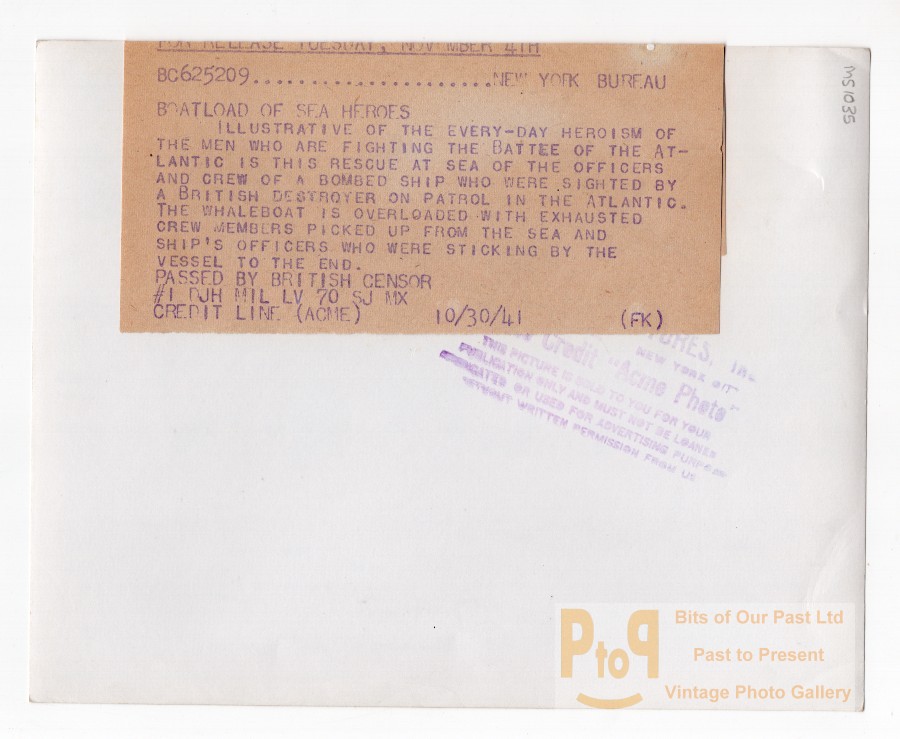 FOR RELEASE TUESDAY, NOVEMBER 4TH
BC625209......................NEW YORK BUREAU
BOATLOAD OF SEA HEROES
ILLUSTRATIVE OF THE EVERY-DAY HEROISM OF
THE MEN WHO ARE FIGHTING THE BATTLE OF THE AT-
LANTIC IS THIS RESCUE AT SEA OF THE OFFICERS
AND CREW OF A BOMBED SHIP WHO WERE SIGHTED BY
A BRITISH DESTROYER ON PATROL IN THE ATLANTIC.
THE WHALEBOAT IS OVERLOADED WITH EXHAUSTED
CREW MEMBERS PICKED UP FROM THE SEA AND
SHIP'S OFFICERS WHO WERE STICKING BY THE
VESSEL TO THE END.
PASSED BY BRITISH CENSOR
#1 DJH MIL LV 70 SJ MX
CREDIT LINE (ACME) 10/30/41 (FK)
MS1035
NEW YORK CITY
Credit "Acme Photo"
THIS PICTURE IS SOLD TO YOU FOR YOUR
PUBLICATION ONLY AND MUST NOT BE LOANED
OR USED FOR ADVERTISING PURPOSES
WITHOUT WRITTEN PERMISSION FROM US
PtoP
Bits of Our Past Ltd
Past to Present
Vintage Photo Gallery